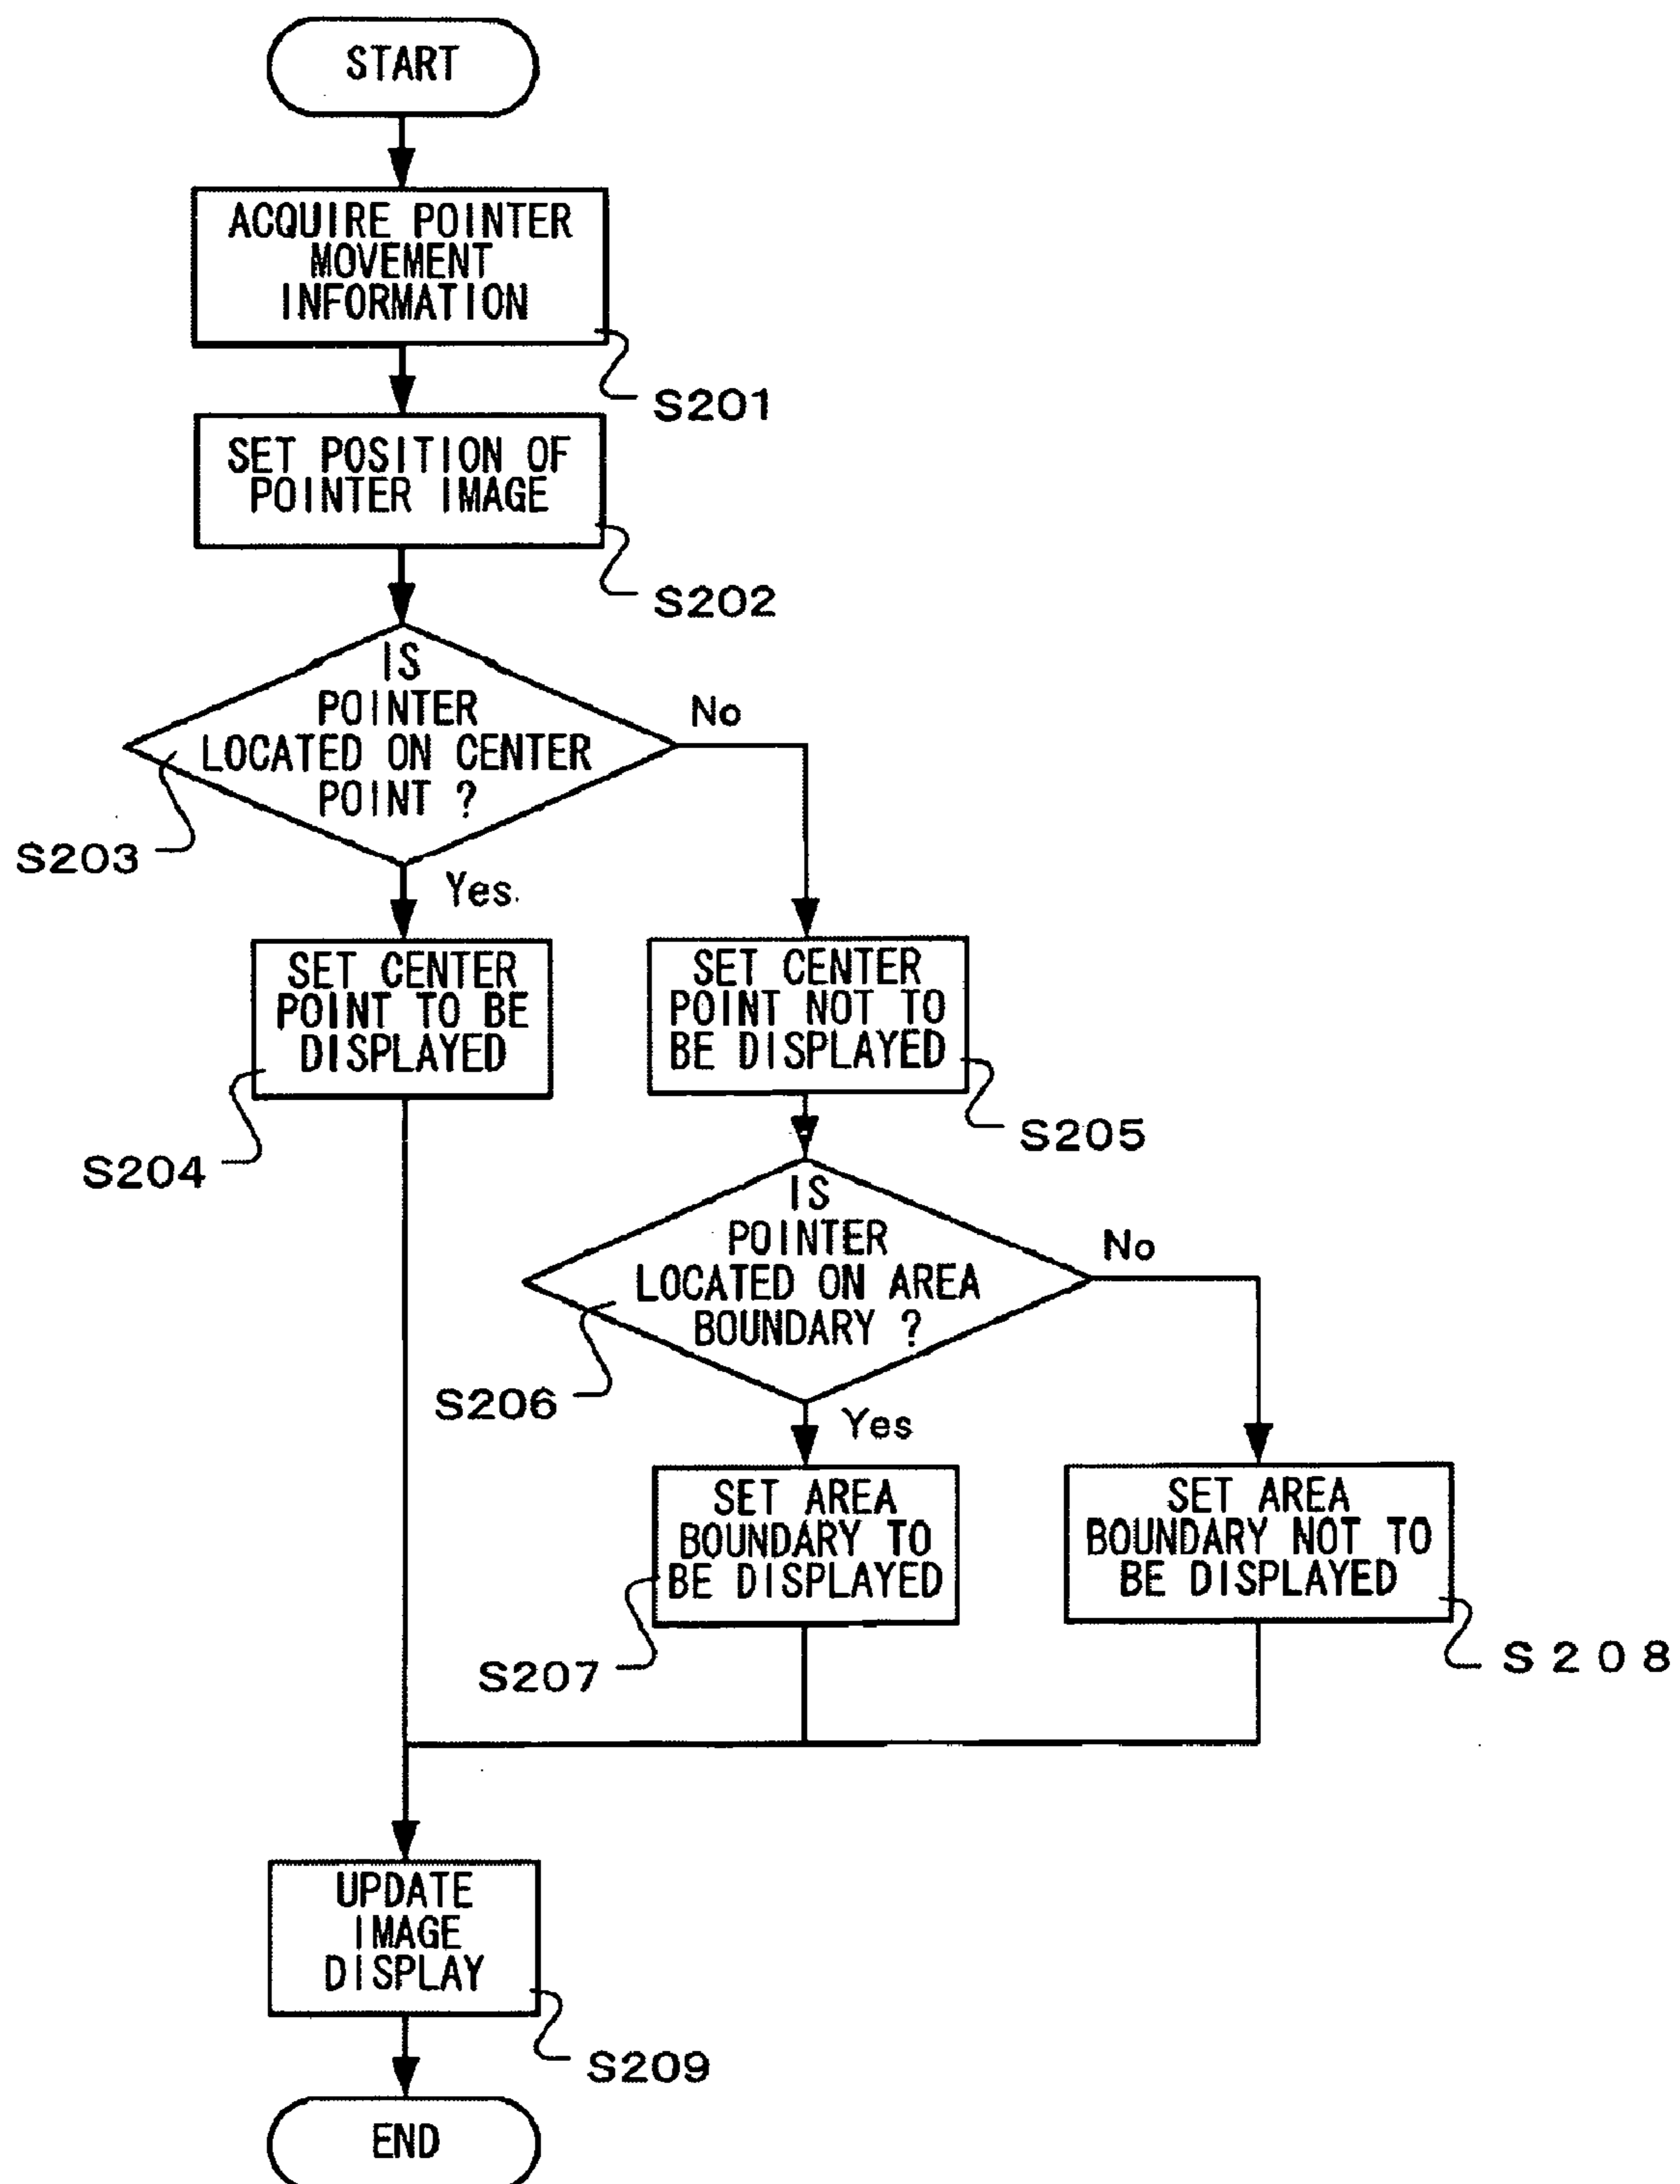 START
ACQUIRE POINTER
MOVEMENT
INFORMATION
S201
SET POSITION OF
POINTER IMAGE
S202
IS
POINTER
LOCATED ON CENTER
POINT ?
No
S203
Yes
SET CENTER
POINT TO BE
DISPLAYED
S204
SET CENTER
POINT NOT TO
BE DISPLAYED
S205
IS
POINTER
LOCATED ON AREA
BOUNDARY ?
No
S206
Yes
SET AREA
BOUNDARY TO
BE DISPLAYED
S207
SET AREA
BOUNDARY NOT TO
BE DISPLAYED
S208
UPDATE
IMAGE
DISPLAY
S209
END